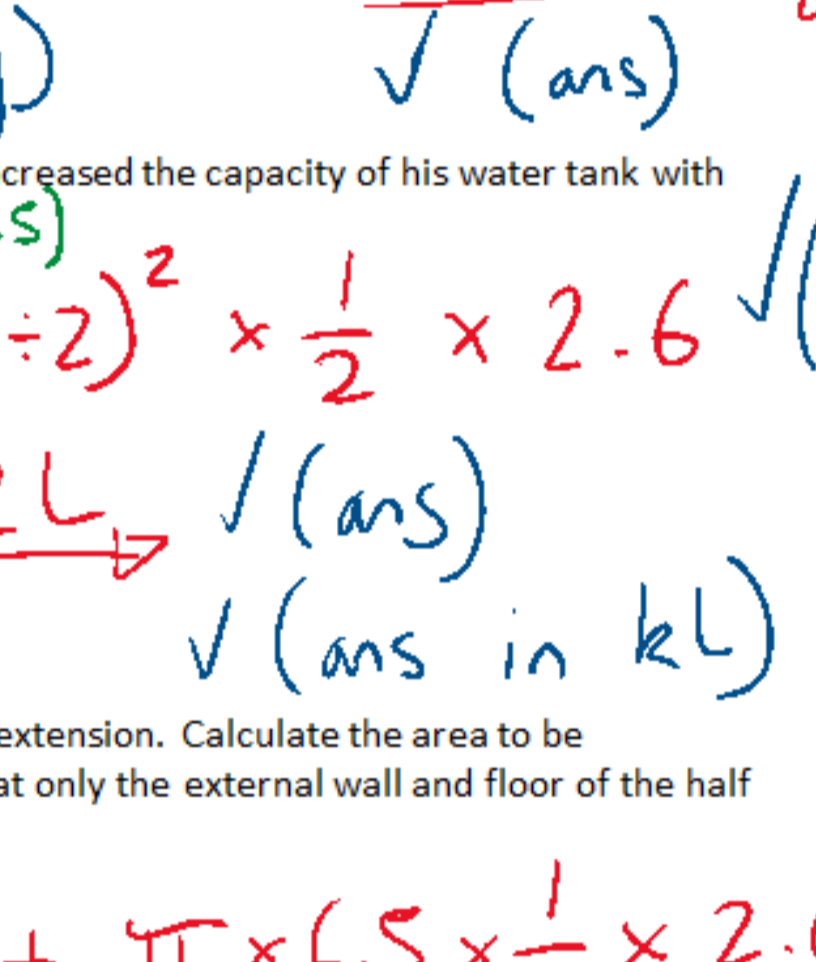 ) √ (ans)
creased the capacity of his water tank with
s)
÷2)² × 1/2 × 2.6 √(
L √ (ans)
√ (ans in kL)
extension. Calculate the area to be
at only the external wall and floor of the half
+ π × 6.5 × 1 × 2.